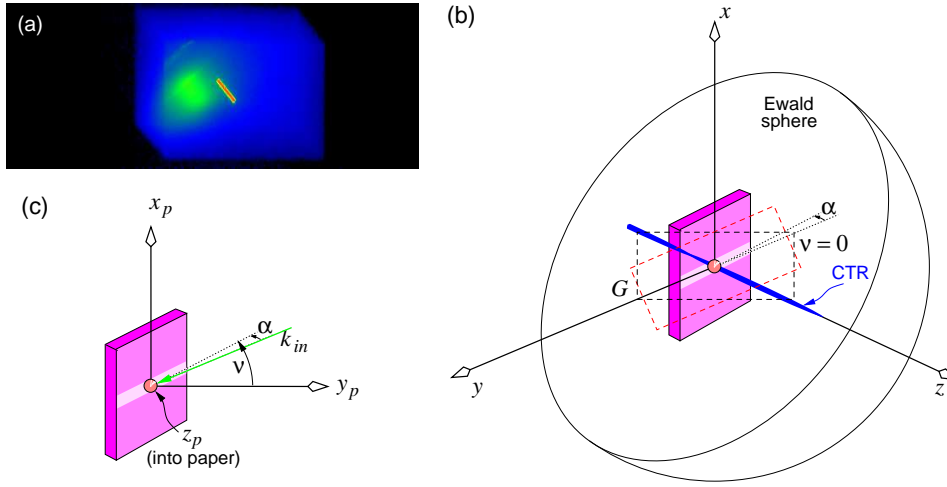 (a)
(b)
x
Ewald
sphere
α
ν = 0
CTR
G
y
z
(c)
x_p
α
k_in
ν
y_p
z_p
(into paper)